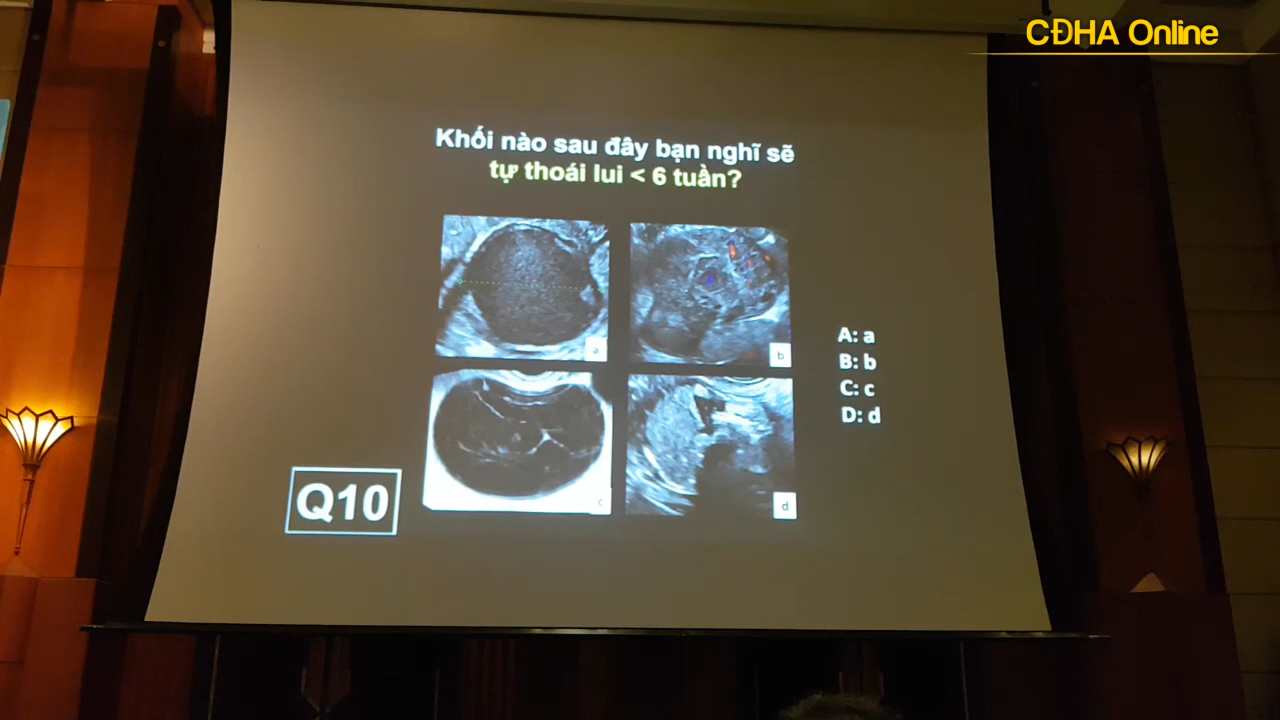 CĐHA Online
Khối nào sau đây bạn nghĩ sẽ
tự thoái lui < 6 tuần?
a
b
c
d
A: a
B: b
C: c
D: d
Q10